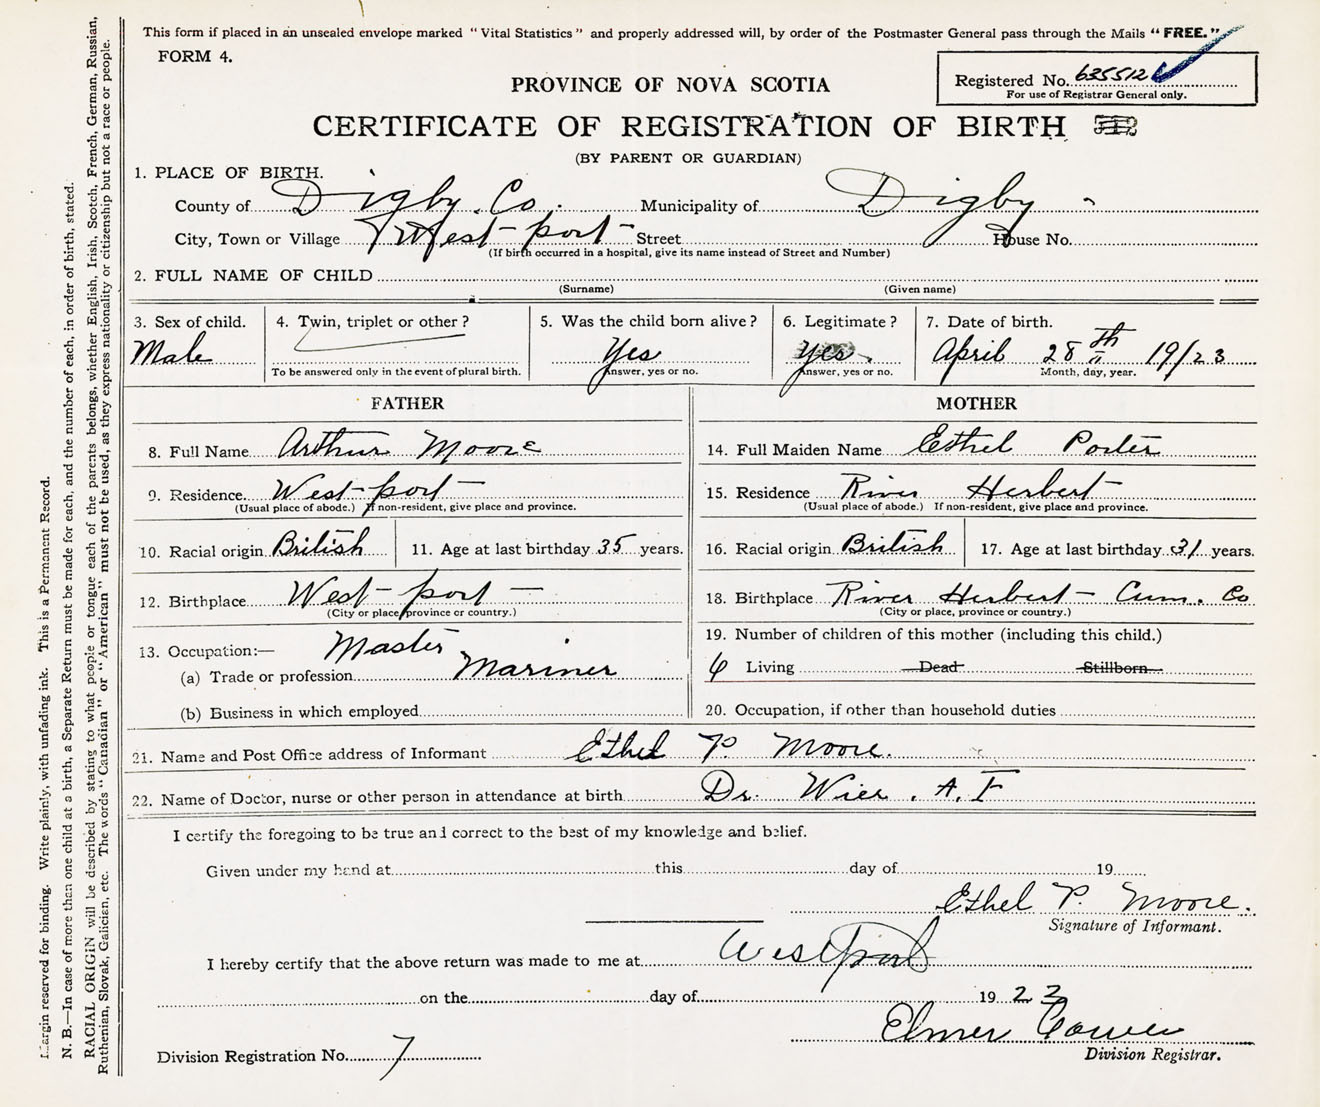 This form if placed in an unsealed envelope marked "Vital Statistics" and properly addressed will, by order of the Postmaster General pass through the Mails "FREE."
FORM 4.
Registered No. 635512
For use of Registrar General only.
PROVINCE OF NOVA SCOTIA
CERTIFICATE OF REGISTRATION OF BIRTH
(BY PARENT OR GUARDIAN)
1. PLACE OF BIRTH.
County of Digby Co. Municipality of Digby
City, Town or Village West-port Street House No.
(If birth occurred in a hospital, give its name instead of Street and Number)
2. FULL NAME OF CHILD
(Surname) (Given name)
3. Sex of child. 4. Twin, triplet or other? 5. Was the child born alive? 6. Legitimate? 7. Date of birth.
Male Yes Yes April 28th 19/23
To be answered only in the event of plural birth. Answer, yes or no. Answer, yes or no. Month, day, year.
FATHER MOTHER
8. Full Name Arthur Moore 14. Full Maiden Name Ethel Porter
9. Residence West-port 15. Residence River Herbert
(Usual place of abode.) If non-resident, give place and province. (Usual place of abode.) If non-resident, give place and province.
10. Racial origin British 11. Age at last birthday 35 years. 16. Racial origin British 17. Age at last birthday 31 years.
12. Birthplace West-port 18. Birthplace River Herbert - Cum. Co
(City or place, province or country.) (City or place, province or country.)
13. Occupation:— Master 19. Number of children of this mother (including this child.)
(a) Trade or profession Mariner 6 Living Dead Stillborn
(b) Business in which employed 20. Occupation, if other than household duties
21. Name and Post Office address of Informant Ethel P. Moore.
22. Name of Doctor, nurse or other person in attendance at birth Dr. Wier. A. F
I certify the foregoing to be true and correct to the best of my knowledge and belief.
Given under my hand at this day of 19
Ethel P. Moore.
Signature of Informant.
I hereby certify that the above return was made to me at Westport
on the day of 19 23
Elmer
Division Registration No. 7 Division Registrar.
Margin reserved for binding. Write plainly, with unfading ink. This is a Permanent Record.
N. B.—In case of more than one child at a birth, a Separate Return must be made for each, and the number of each, in order of birth, stated.
RACIAL ORIGIN will be described by stating to what people or tongue each of the parents belongs, whether English, Irish, Scotch, French, German, Russian,
Ruthenian, Slovak, Galician, etc. The words "Canadian" or "American" must not be used, as they express nationality or citizenship but not a race or people.